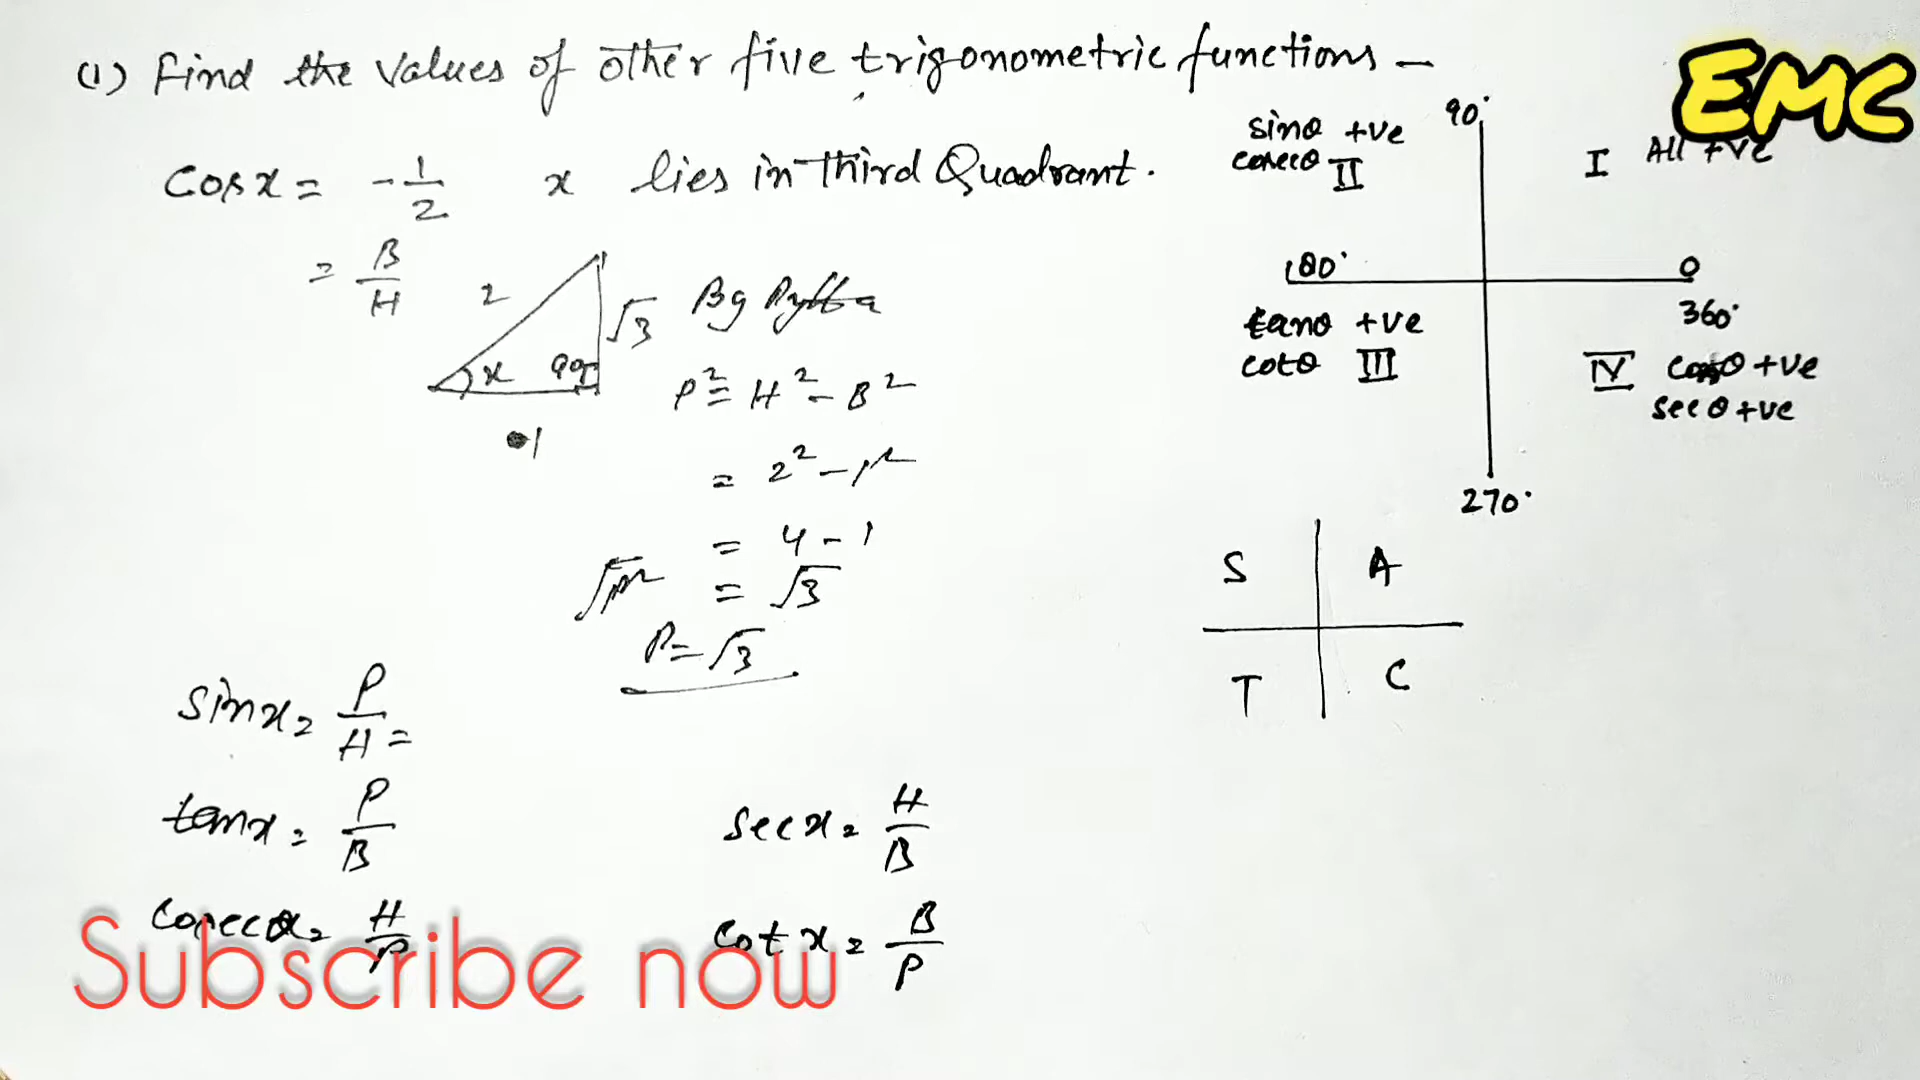 (1) Find the values of other five trigonometric functions –
cos x = - 1/2 x lies in third Quadrant.
= B/H
2
√3
x 90
1
By
P² = H² - B²
= 2² - 1²
= 4 - 1
= √3
P = √3
sin x = P/H =
tan x = P/B
cosec x = H/P
sec x = H/B
cot x = B/P
EMC
90°
sinθ +ve
cosecθ II
I All +ve
180°
0
360°
tanθ +ve
cotθ III
IV cosθ +ve
secθ +ve
270°
S A
T C
Subscribe now